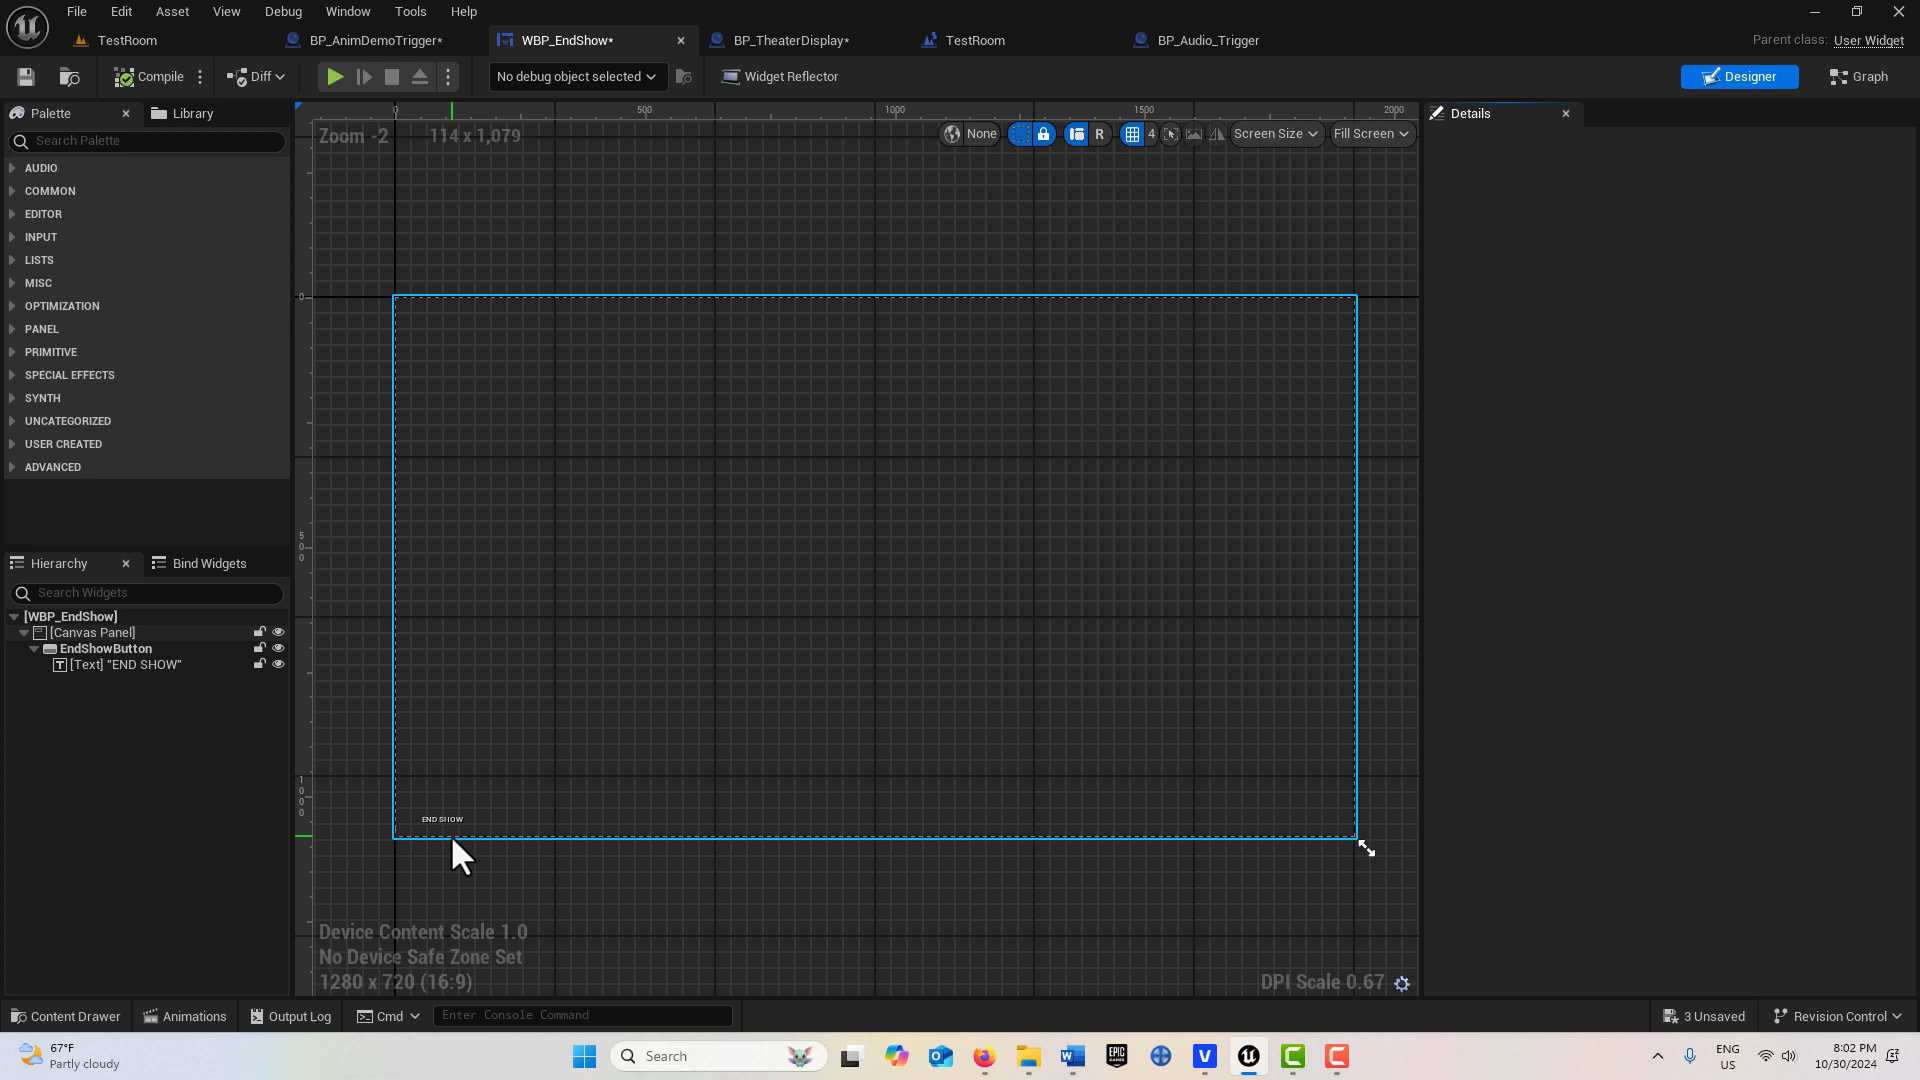 File Edit Asset View Debug Window Tools Help
TestRoom BP_AnimDemoTrigger* WBP_EndShow* BP_TheaterDisplay* TestRoom BP_Audio_Trigger Parent class: User Widget
Compile Diff No debug object selected Widget Reflector Designer Graph
Palette Library
Search Palette
AUDIO
COMMON
EDITOR
INPUT
LISTS
MISC
OPTIMIZATION
PANEL
PRIMITIVE
SPECIAL EFFECTS
SYNTH
UNCATEGORIZED
USER CREATED
ADVANCED
Hierarchy Bind Widgets
Search Widgets
[WBP_EndShow]
[Canvas Panel]
EndShowButton
T [Text] "END SHOW"
0 500 1000 1500 2000
Zoom -2 114 x 1,079
None R 4 Screen Size Fill Screen
0
500
1000
END SHOW
Device Content Scale 1.0
No Device Safe Zone Set
1280 x 720 (16:9)
DPI Scale 0.67
Details
Content Drawer Animations Output Log Cmd Enter Console Command 3 Unsaved Revision Control
67°F
Partly cloudy
Search
EPIC GAMES
V
ENG
US
8:02 PM
10/30/2024